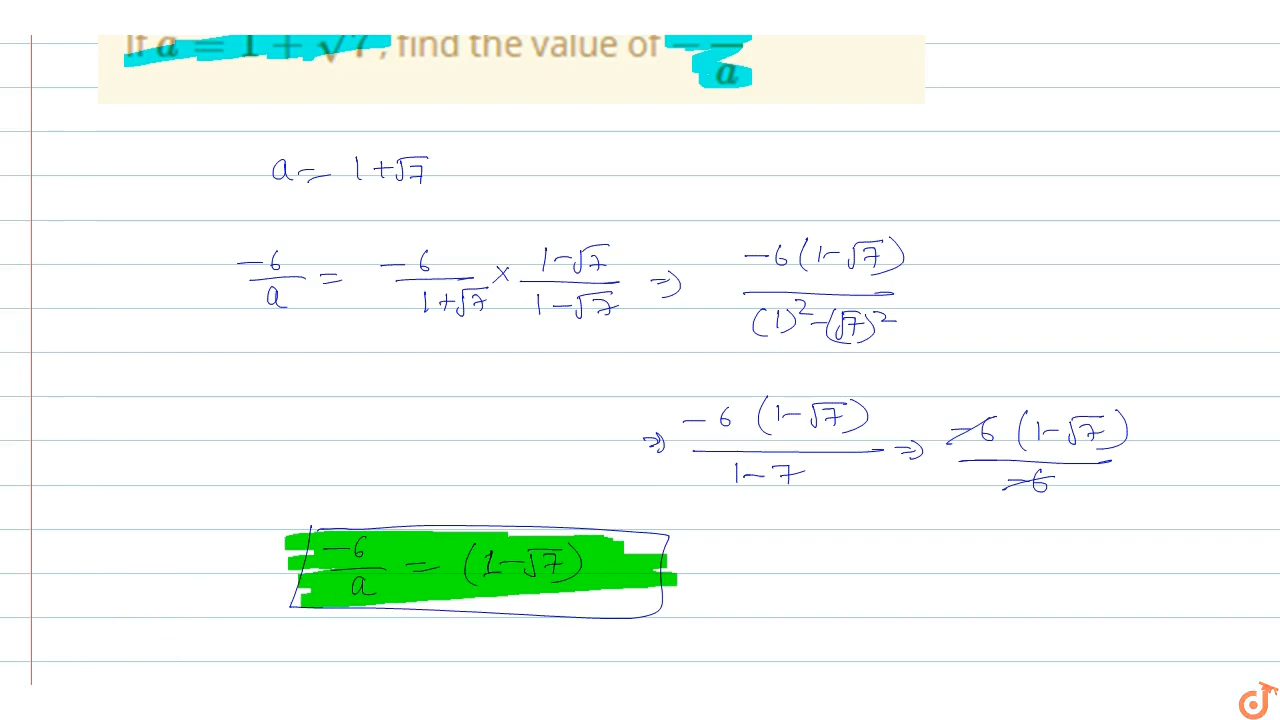 If a = 1 + √7, find the value of - — a
a = 1+√7
-6/a = -6/1+√7 × 1-√7/1-√7 ⇒ -6(1-√7)/(1)²-(√7)²
⇒ -6 (1-√7)/1-7 ⇒ -6 (1-√7)/-6
-6/a = (1-√7)